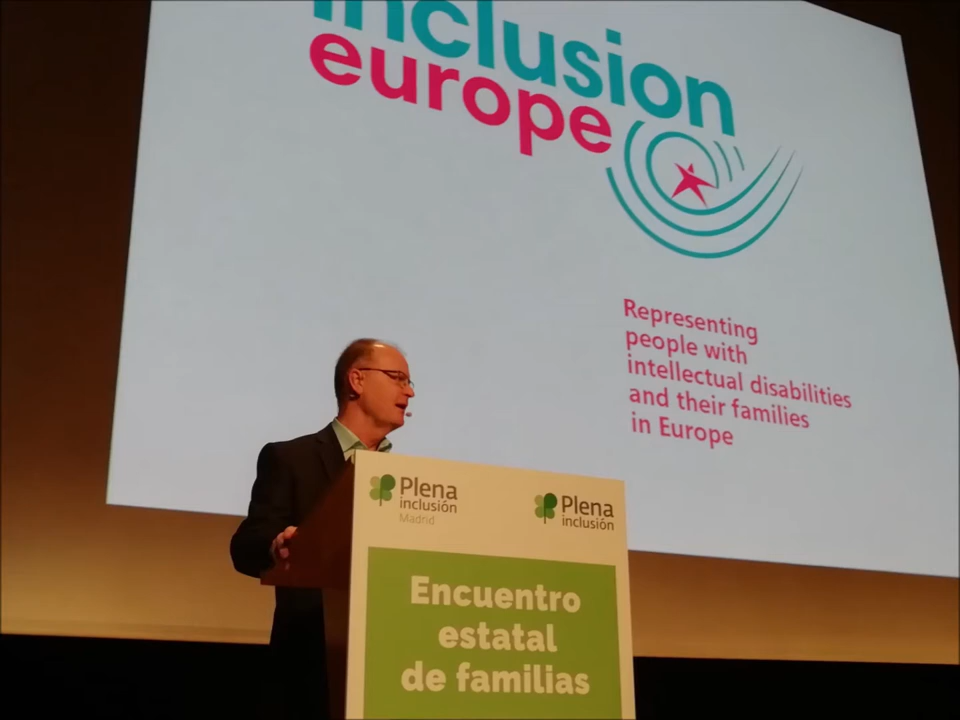 inclusion
europe
Representing
people with
intellectual disabilities
and their families
in Europe
Plena
inclusión
Madrid
Plena
inclusión
Encuentro
estatal
de familias